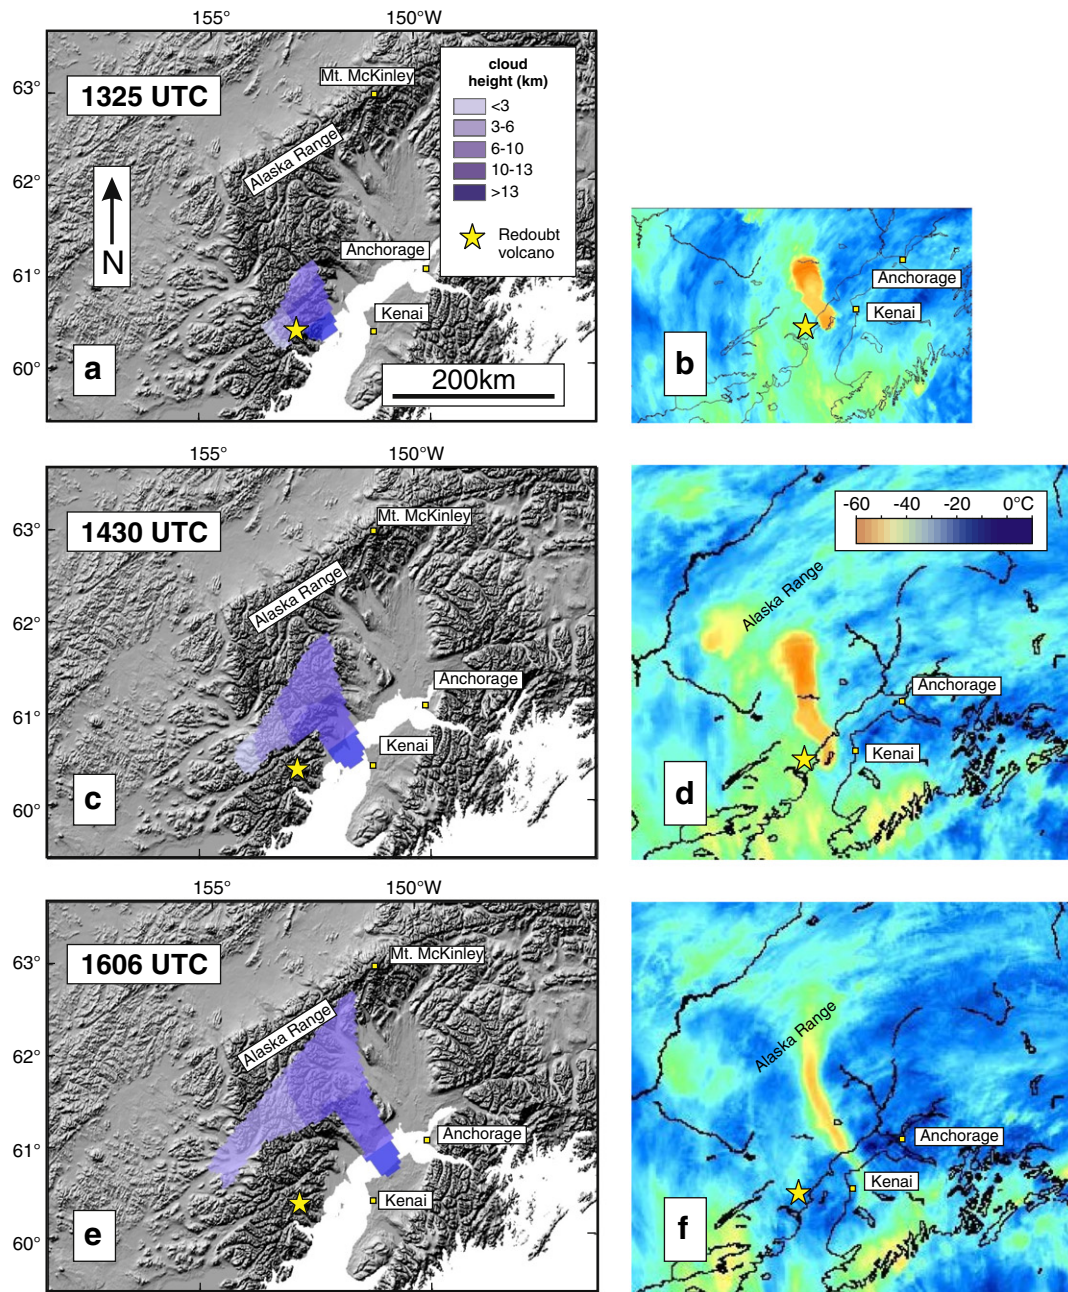 155° 150°W
cloud
height (km)
<3
3-6
6-10
10-13
>13
Redoubt
volcano
63°
62°
61°
60°
1325 UTC
Mt. McKinley
Alaska Range
N
Anchorage
Kenai
a
200km
Anchorage
Kenai
b
155° 150°W
63°
62°
61°
60°
1430 UTC
Mt. McKinley
Alaska Range
Anchorage
Kenai
c
-60 -40 -20 0°C
Alaska Range
Anchorage
Kenai
d
155° 150°W
63°
62°
61°
60°
1606 UTC
Mt. McKinley
Alaska Range
Anchorage
Kenai
e
Alaska Range
Anchorage
Kenai
f